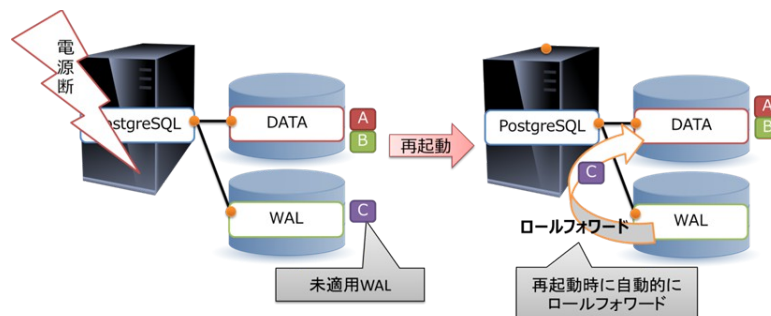 電源断
PostgreSQL
DATA
A
B
WAL
C
未適用WAL
再起動
PostgreSQL
DATA
A
B
C
WAL
ロールフォワード
再起動時に自動的に
ロールフォワード